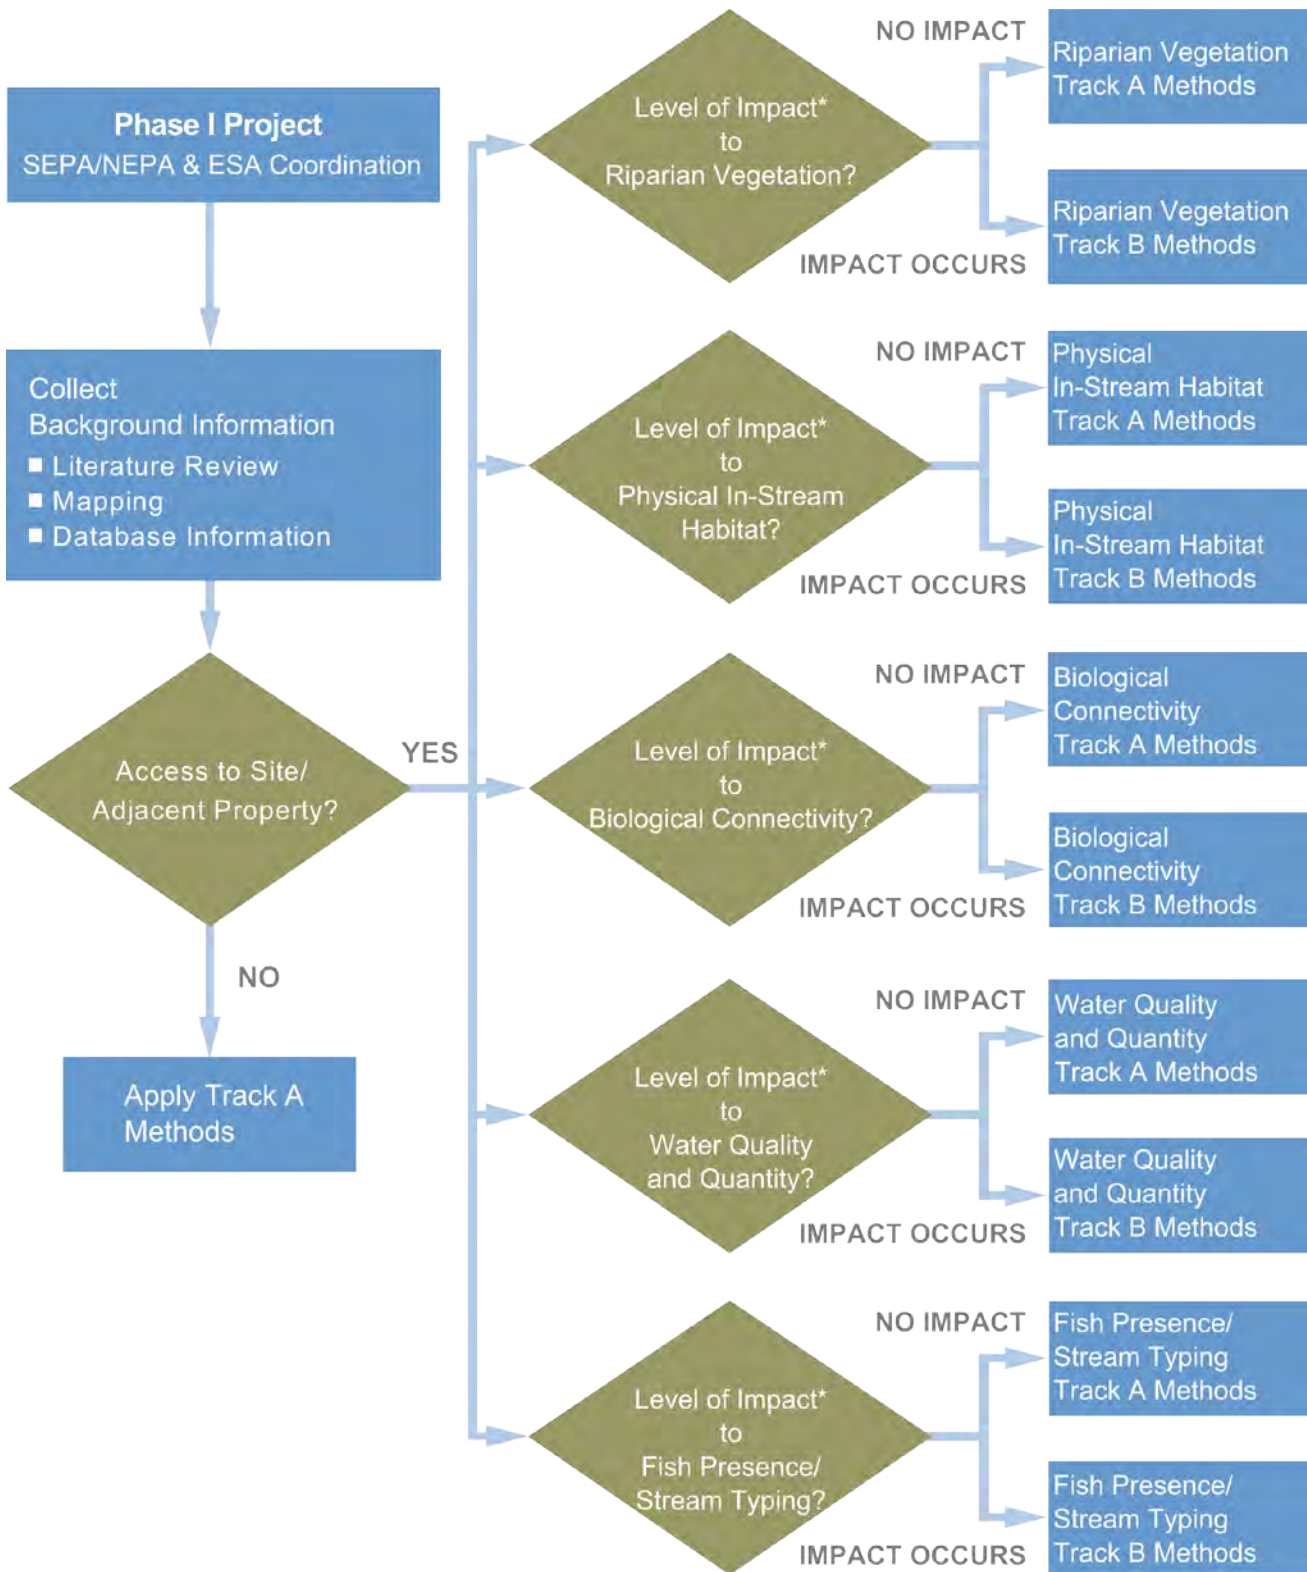 Phase I Project
SEPA/NEPA & ESA Coordination
Collect
Background Information
Literature Review
Mapping
Database Information
Access to Site/
Adjacent Property?
YES
NO
Apply Track A
Methods
Level of Impact*
to
Riparian Vegetation?
NO IMPACT
Riparian Vegetation
Track A Methods
IMPACT OCCURS
Riparian Vegetation
Track B Methods
Level of Impact*
to
Physical In-Stream
Habitat?
NO IMPACT
Physical
In-Stream Habitat
Track A Methods
IMPACT OCCURS
Physical
In-Stream Habitat
Track B Methods
Level of Impact*
to
Biological Connectivity?
NO IMPACT
Biological
Connectivity
Track A Methods
IMPACT OCCURS
Biological
Connectivity
Track B Methods
Level of Impact*
to
Water Quality
and Quantity?
NO IMPACT
Water Quality
and Quantity
Track A Methods
IMPACT OCCURS
Water Quality
and Quantity
Track B Methods
Level of Impact*
to
Fish Presence/
Stream Typing?
NO IMPACT
Fish Presence/
Stream Typing
Track A Methods
IMPACT OCCURS
Fish Presence/
Stream Typing
Track B Methods